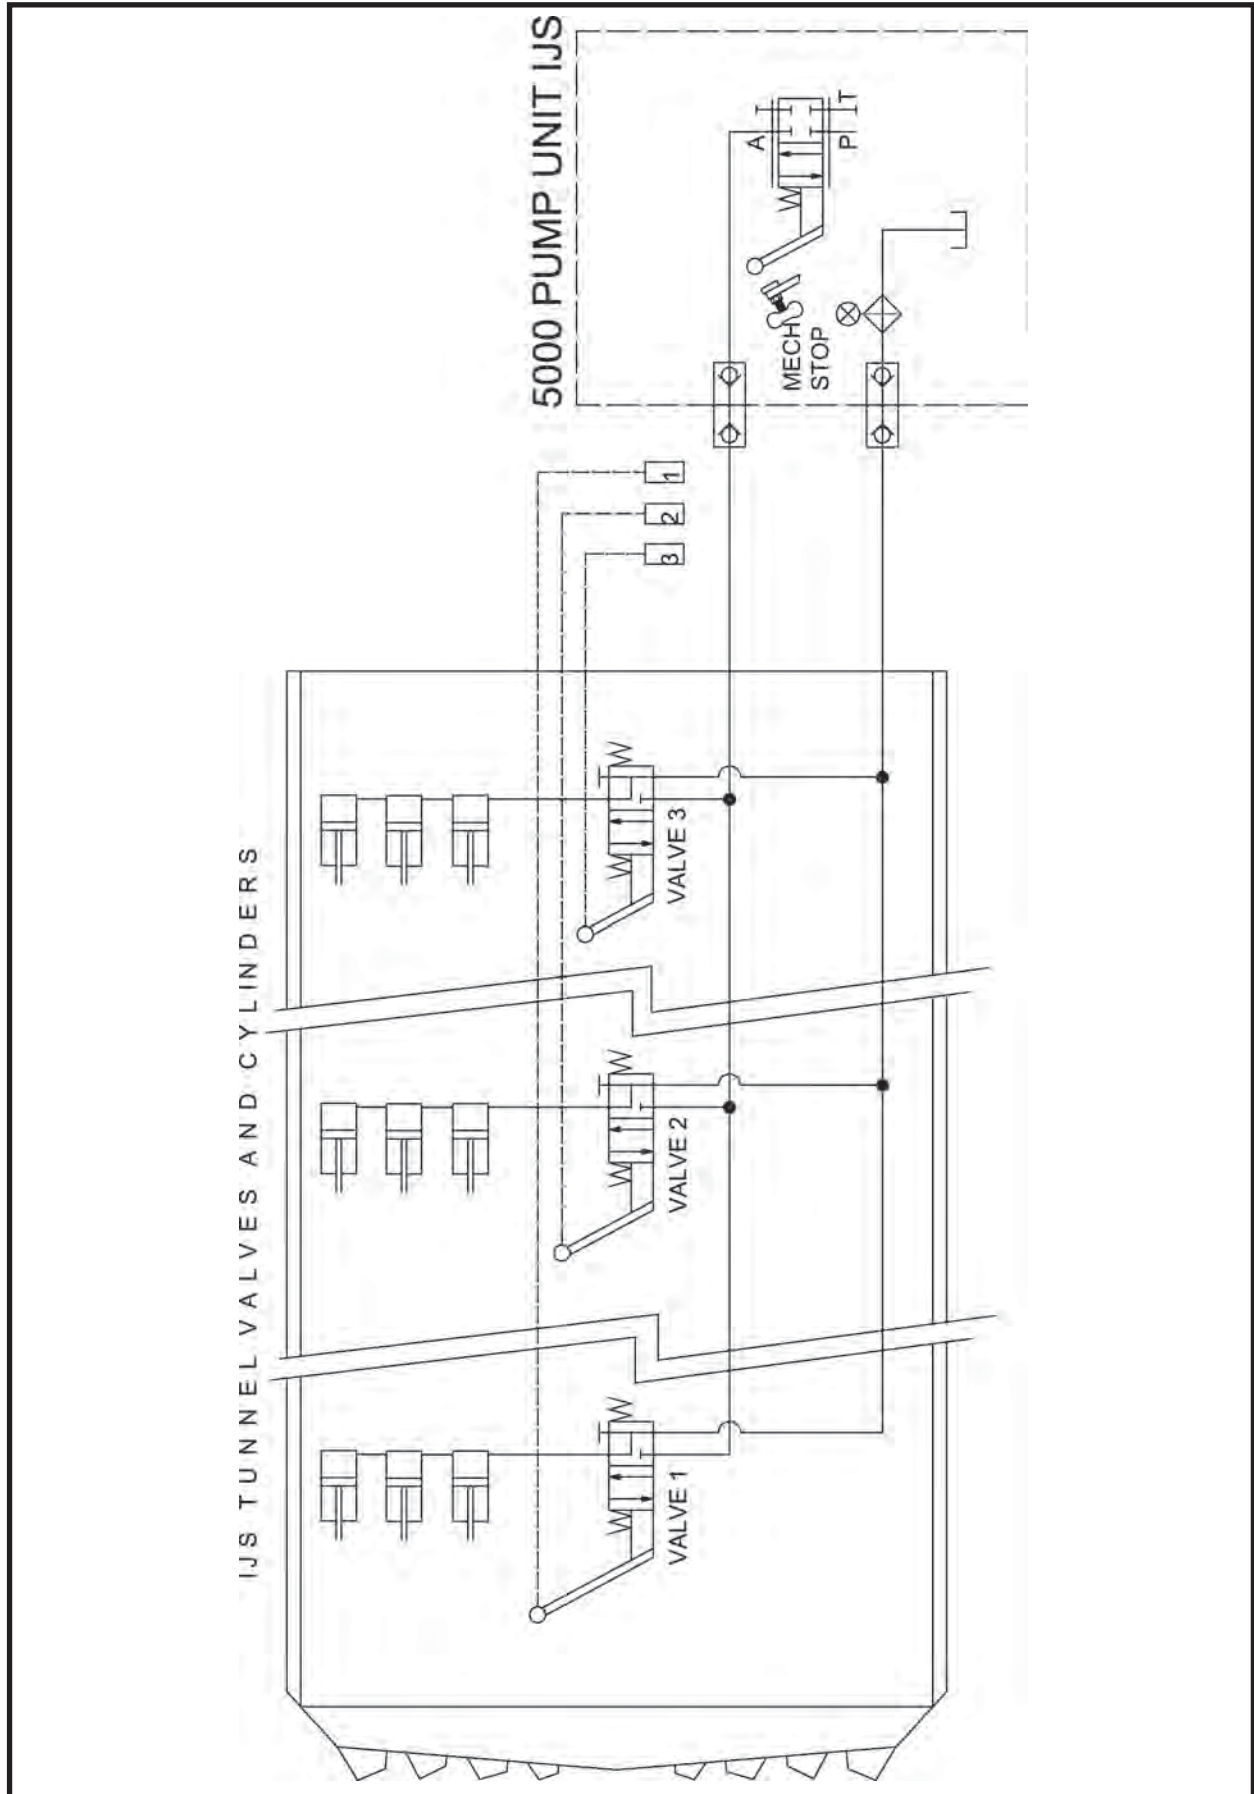 5000 PUMP UNIT IJS
A
T
P
MECH
STOP
1
2
3
IJS TUNNEL VALVES AND CYLINDERS
VALVE 3
VALVE 2
VALVE 1